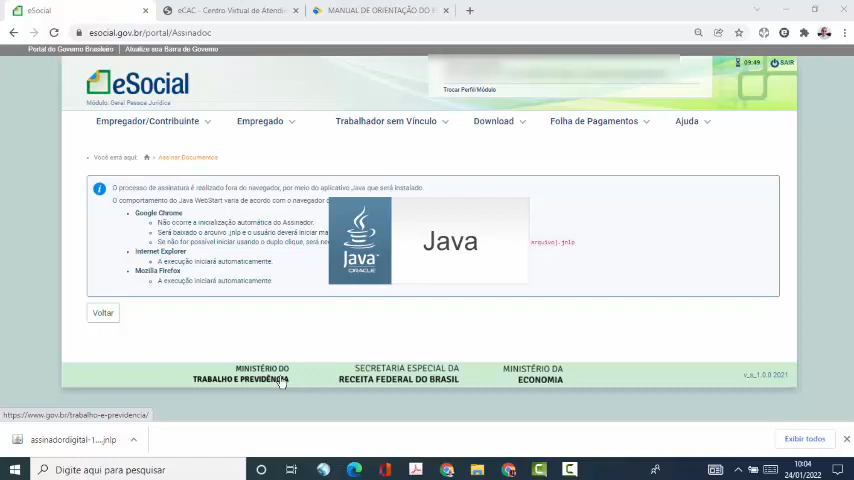 eSocial
eCAC - Centro Virtual de Atendi
MANUAL DE ORIENTAÇÃO DO
esocial.gov.br/portal/Assinadoc
Portal do Governo Brasileiro | Atualize sua Barra de Governo
eSocial
Módulo: Geral Pessoa Jurídica
Trocar Perfil/Módulo
09:49
SAIR
Empregador/Contribuinte
Empregado
Trabalhador sem Vínculo
Download
Folha de Pagamentos
Ajuda
Você está aqui:
Assinar Documentos
O processo de assinatura é realizado fora do navegador, por meio do aplicativo Java que será instalado.
O comportamento do Java WebStart varia de acordo com o navegador
Google Chrome
Não ocorre a inicialização automática do Assinador.
Será baixado o arquivo .jnlp e o usuário deverá iniciar
Se não for possível iniciar usando o duplo clique, será
arquivo].jnlp
Internet Explorer
A execução iniciará automaticamente.
Mozilla Firefox
A execução iniciará automaticamente.
Java
ORACLE
Java
Voltar
MINISTÉRIO DO
TRABALHO E PREVIDÊNCIA
SECRETARIA ESPECIAL DA
RECEITA FEDERAL DO BRASIL
MINISTÉRIO DA
ECONOMIA
v_s_1.0.0 2021
https://www.gov.br/trabalho-e-previdencia/
assinadordigital-1....jnlp
Exibir todos
Digite aqui para pesquisar
10:04
24/01/2022